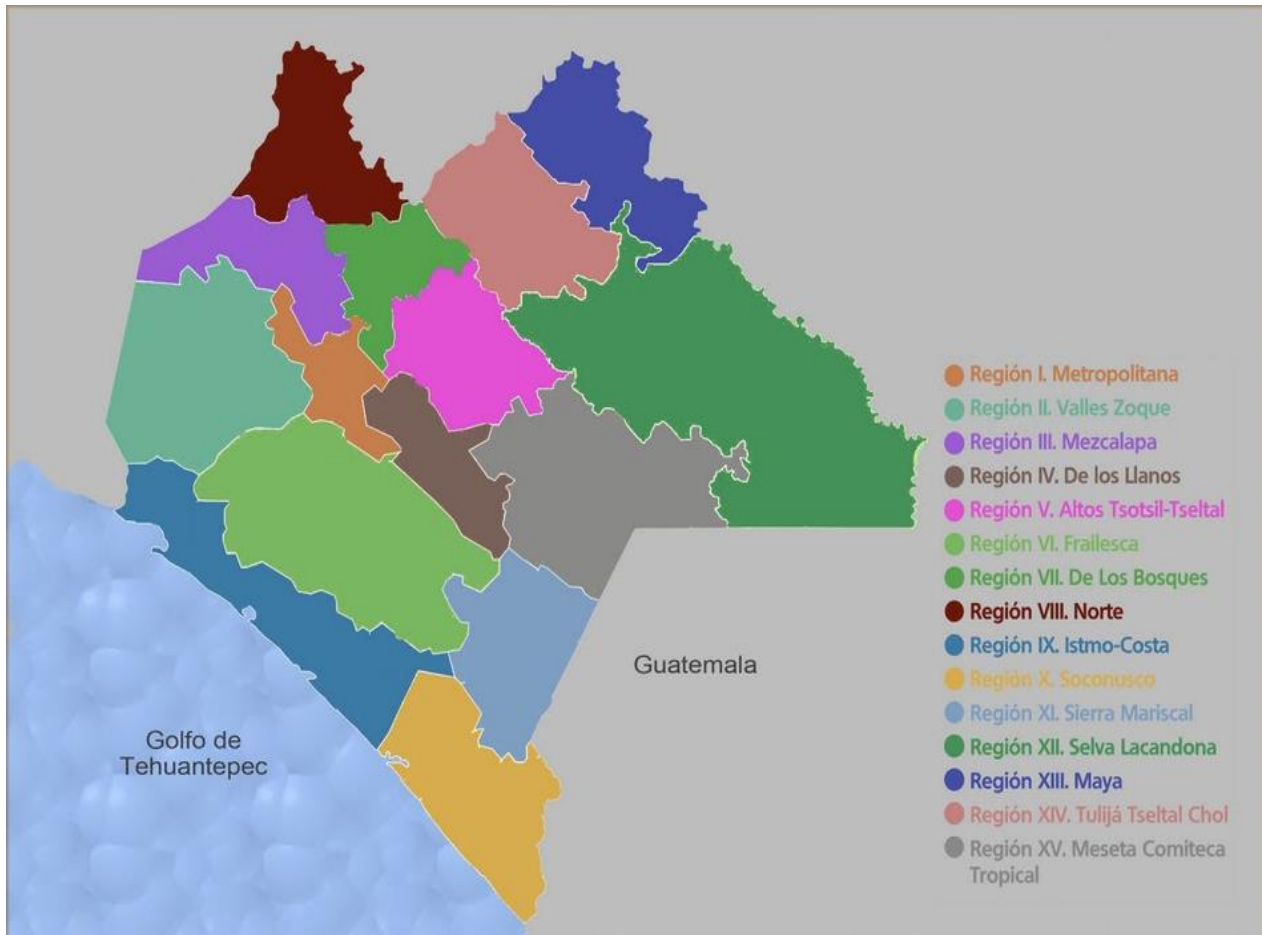 Región I. Metropolitana
Región II. Valles Zoque
Región III. Mezcalapa
Región IV. De los Llanos
Región V. Altos Tsotsil-Tseltal
Región VI. Frailesca
Región VII. De Los Bosques
Región VIII. Norte
Región IX. Istmo-Costa
Región X. Soconusco
Región XI. Sierra Mariscal
Región XII. Selva Lacandona
Región XIII. Maya
Región XIV. Tulijá Tseltal Chol
Región XV. Meseta Comiteca
Tropical
Guatemala
Golfo de
Tehuantepec